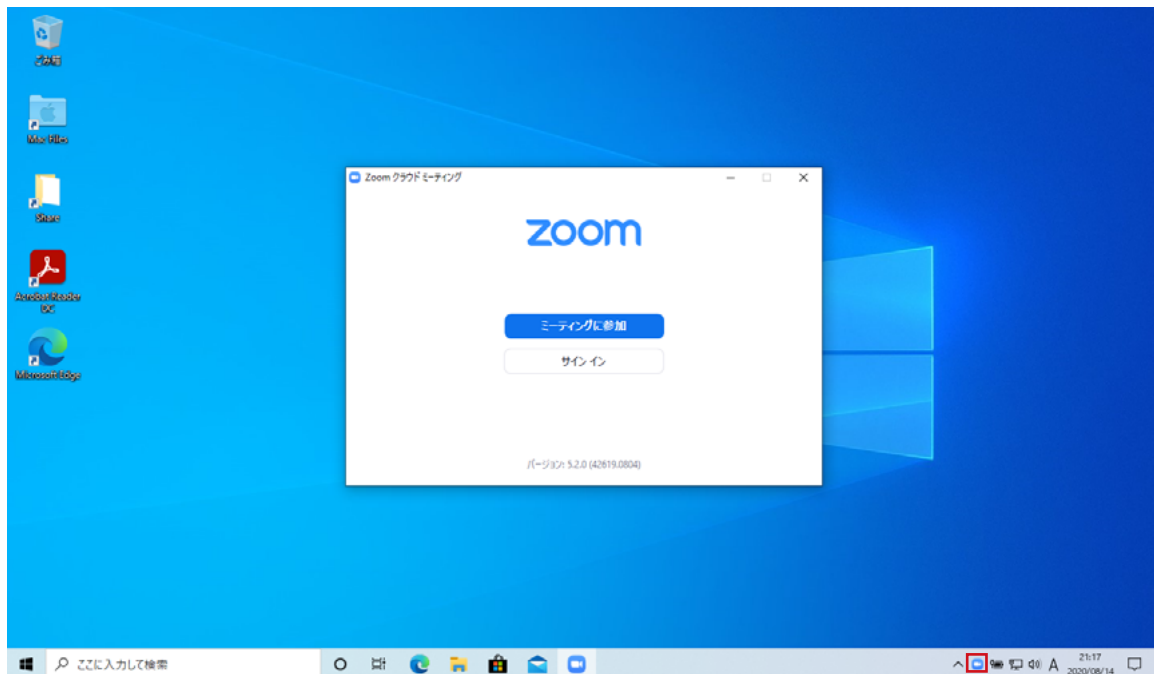 ごみ箱
Mac Files
Share
Acrobat Reader
DC
Microsoft Edge
Zoom クラウド ミーティング
zoom
ミーティングに参加
サイン イン
バージョン: 5.2.0 (42619.0804)
ここに入力して検索
A
21:17
2020/08/14